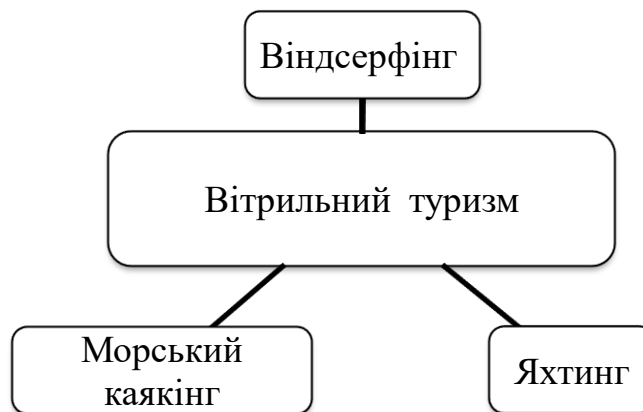 Віндсерфінг
Вітрильний туризм
Морський
каякінг
Яхтинг